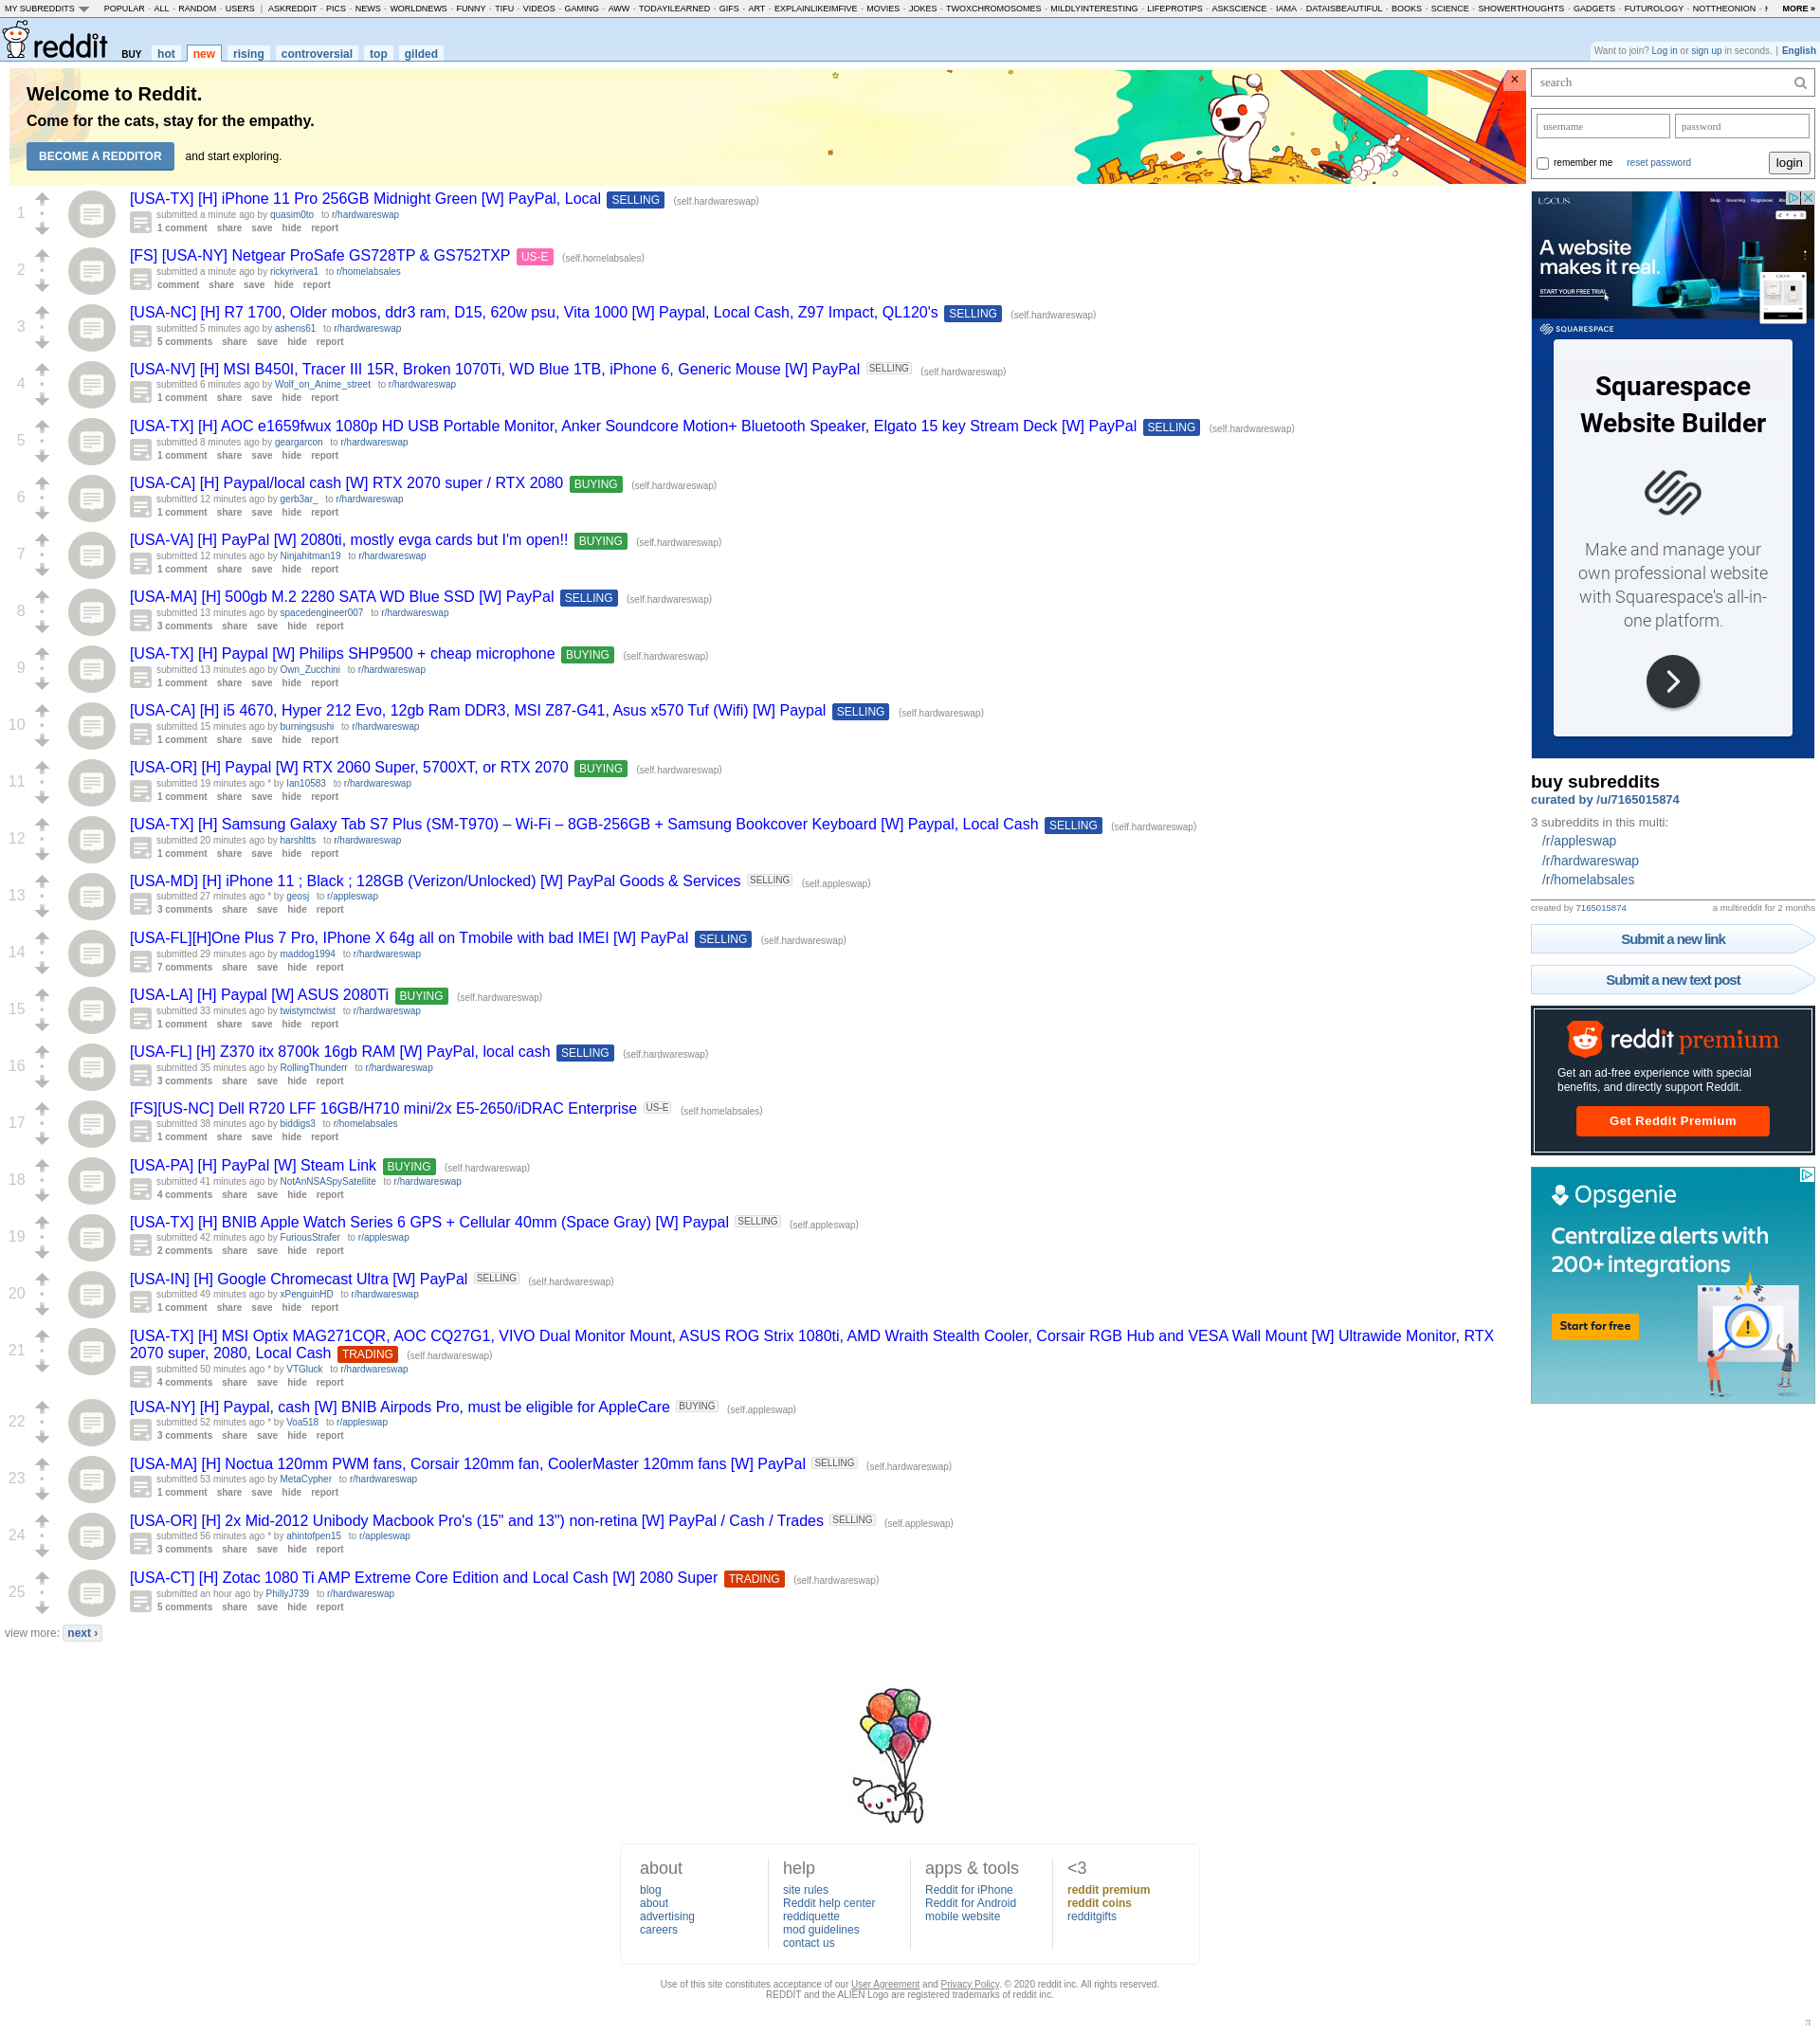 MY SUBREDDITS POPULAR - ALL - RANDOM - USERS | ASKREDDIT - PICS - NEWS - WORLDNEWS - FUNNY - TIFU - VIDEOS - GAMING - AWW - TODAYILEARNED - GIFS - ART - EXPLAINLIKEIMFIVE - MOVIES - JOKES - TWOXCHROMOSOMES - MILDLYINTERESTING - LIFEPROTIPS - ASKSCIENCE - IAMA - DATAISBEAUTIFUL - BOOKS - SCIENCE - SHOWERTHOUGHTS - GADGETS - FUTUROLOGY - NOTTHEONION - MORE »
reddit BUY hot new rising controversial top gilded
Want to join? Log in or sign up in seconds. | English
Welcome to Reddit.
Come for the cats, stay for the empathy.
BECOME A REDDITOR and start exploring.
×
1
[USA-TX] [H] iPhone 11 Pro 256GB Midnight Green [W] PayPal, Local SELLING (self.hardwareswap)
submitted a minute ago by quasim0to to r/hardwareswap
1 comment share save hide report
2
[FS] [USA-NY] Netgear ProSafe GS728TP & GS752TXP US-E (self.homelabsales)
submitted a minute ago by rickyrivera1 to r/homelabsales
comment share save hide report
3
[USA-NC] [H] R7 1700, Older mobos, ddr3 ram, D15, 620w psu, Vita 1000 [W] Paypal, Local Cash, Z97 Impact, QL120's SELLING (self.hardwareswap)
submitted 5 minutes ago by ashens61 to r/hardwareswap
5 comments share save hide report
4
[USA-NV] [H] MSI B450I, Tracer III 15R, Broken 1070Ti, WD Blue 1TB, iPhone 6, Generic Mouse [W] PayPal SELLING (self.hardwareswap)
submitted 6 minutes ago by Wolf_on_Anime_street to r/hardwareswap
1 comment share save hide report
5
[USA-TX] [H] AOC e1659fwux 1080p HD USB Portable Monitor, Anker Soundcore Motion+ Bluetooth Speaker, Elgato 15 key Stream Deck [W] PayPal SELLING (self.hardwareswap)
submitted 8 minutes ago by geargarcon to r/hardwareswap
1 comment share save hide report
6
[USA-CA] [H] Paypal/local cash [W] RTX 2070 super / RTX 2080 BUYING (self.hardwareswap)
submitted 12 minutes ago by gerb3ar_ to r/hardwareswap
1 comment share save hide report
7
[USA-VA] [H] PayPal [W] 2080ti, mostly evga cards but I'm open!! BUYING (self.hardwareswap)
submitted 12 minutes ago by Ninjahitman19 to r/hardwareswap
1 comment share save hide report
8
[USA-MA] [H] 500gb M.2 2280 SATA WD Blue SSD [W] PayPal SELLING (self.hardwareswap)
submitted 13 minutes ago by spacedengineer007 to r/hardwareswap
3 comments share save hide report
9
[USA-TX] [H] Paypal [W] Philips SHP9500 + cheap microphone BUYING (self.hardwareswap)
submitted 13 minutes ago by Own_Zucchini to r/hardwareswap
1 comment share save hide report
10
[USA-CA] [H] i5 4670, Hyper 212 Evo, 12gb Ram DDR3, MSI Z87-G41, Asus x570 Tuf (Wifi) [W] Paypal SELLING (self.hardwareswap)
submitted 15 minutes ago by burningsushi to r/hardwareswap
1 comment share save hide report
11
[USA-OR] [H] Paypal [W] RTX 2060 Super, 5700XT, or RTX 2070 BUYING (self.hardwareswap)
submitted 19 minutes ago * by Ian10583 to r/hardwareswap
1 comment share save hide report
12
[USA-TX] [H] Samsung Galaxy Tab S7 Plus (SM-T970) – Wi-Fi – 8GB-256GB + Samsung Bookcover Keyboard [W] Paypal, Local Cash SELLING (self.hardwareswap)
submitted 20 minutes ago by harshltts to r/hardwareswap
1 comment share save hide report
13
[USA-MD] [H] iPhone 11 ; Black ; 128GB (Verizon/Unlocked) [W] PayPal Goods & Services SELLING (self.appleswap)
submitted 27 minutes ago * by geosj to r/appleswap
3 comments share save hide report
14
[USA-FL][H]One Plus 7 Pro, IPhone X 64g all on Tmobile with bad IMEI [W] PayPal SELLING (self.hardwareswap)
submitted 29 minutes ago by maddog1994 to r/hardwareswap
7 comments share save hide report
15
[USA-LA] [H] Paypal [W] ASUS 2080Ti BUYING (self.hardwareswap)
submitted 33 minutes ago by twistymctwist to r/hardwareswap
1 comment share save hide report
16
[USA-FL] [H] Z370 itx 8700k 16gb RAM [W] PayPal, local cash SELLING (self.hardwareswap)
submitted 35 minutes ago by RollingThunderr to r/hardwareswap
3 comments share save hide report
17
[FS][US-NC] Dell R720 LFF 16GB/H710 mini/2x E5-2650/iDRAC Enterprise US-E (self.homelabsales)
submitted 38 minutes ago by biddigs3 to r/homelabsales
1 comment share save hide report
18
[USA-PA] [H] PayPal [W] Steam Link BUYING (self.hardwareswap)
submitted 41 minutes ago by NotAnNSASpySatellite to r/hardwareswap
4 comments share save hide report
19
[USA-TX] [H] BNIB Apple Watch Series 6 GPS + Cellular 40mm (Space Gray) [W] Paypal SELLING (self.appleswap)
submitted 42 minutes ago by FuriousStrafer to r/appleswap
2 comments share save hide report
20
[USA-IN] [H] Google Chromecast Ultra [W] PayPal SELLING (self.hardwareswap)
submitted 49 minutes ago by xPenguinHD to r/hardwareswap
1 comment share save hide report
21
[USA-TX] [H] MSI Optix MAG271CQR, AOC CQ27G1, VIVO Dual Monitor Mount, ASUS ROG Strix 1080ti, AMD Wraith Stealth Cooler, Corsair RGB Hub and VESA Wall Mount [W] Ultrawide Monitor, RTX
2070 super, 2080, Local Cash TRADING (self.hardwareswap)
submitted 50 minutes ago * by VTGluck to r/hardwareswap
4 comments share save hide report
22
[USA-NY] [H] Paypal, cash [W] BNIB Airpods Pro, must be eligible for AppleCare BUYING (self.appleswap)
submitted 52 minutes ago * by Voa518 to r/appleswap
3 comments share save hide report
23
[USA-MA] [H] Noctua 120mm PWM fans, Corsair 120mm fan, CoolerMaster 120mm fans [W] PayPal SELLING (self.hardwareswap)
submitted 53 minutes ago by MetaCypher to r/hardwareswap
1 comment share save hide report
24
[USA-OR] [H] 2x Mid-2012 Unibody Macbook Pro's (15" and 13") non-retina [W] PayPal / Cash / Trades SELLING (self.appleswap)
submitted 56 minutes ago * by ahintofpen15 to r/appleswap
3 comments share save hide report
25
[USA-CT] [H] Zotac 1080 Ti AMP Extreme Core Edition and Local Cash [W] 2080 Super TRADING (self.hardwareswap)
submitted an hour ago by PhillyJ739 to r/hardwareswap
5 comments share save hide report
view more: next ›
search
username password
remember me reset password login
LOCUS
A website
makes it real.
START YOUR FREE TRIAL
SQUARESPACE
Squarespace
Website Builder
Make and manage your
own professional website
with Squarespace's all-in-
one platform.
buy subreddits
curated by /u/7165015874
3 subreddits in this multi:
/r/appleswap
/r/hardwareswap
/r/homelabsales
created by 7165015874 a multireddit for 2 months
Submit a new link
Submit a new text post
reddit premium
Get an ad-free experience with special
benefits, and directly support Reddit.
Get Reddit Premium
Opsgenie
Centralize alerts with
200+ integrations
Start for free
about
blog
about
advertising
careers
help
site rules
Reddit help center
reddiquette
mod guidelines
contact us
apps & tools
Reddit for iPhone
Reddit for Android
mobile website
<3
reddit premium
reddit coins
redditgifts
Use of this site constitutes acceptance of our User Agreement and Privacy Policy. © 2020 reddit inc. All rights reserved.
REDDIT and the ALIEN Logo are registered trademarks of reddit inc.
π